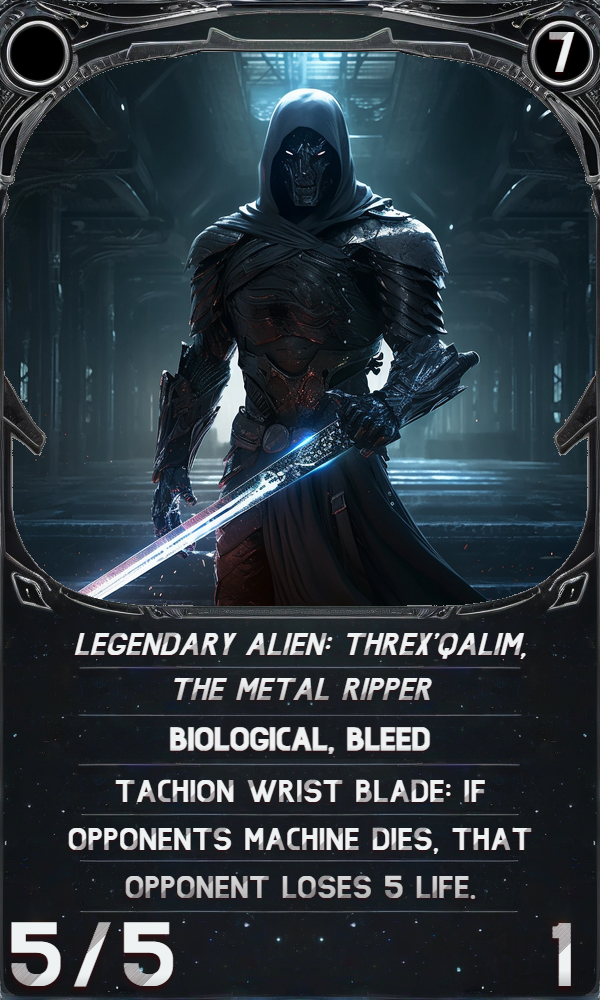 7
LEGENDARY ALIEN: THREX'QALIM,
THE METAL RIPPER
BIOLOGICAL, BLEED
TACHION WRIST BLADE: IF
OPPONENTS MACHINE DIES, THAT
OPPONENT LOSES 5 LIFE.
5/5
1